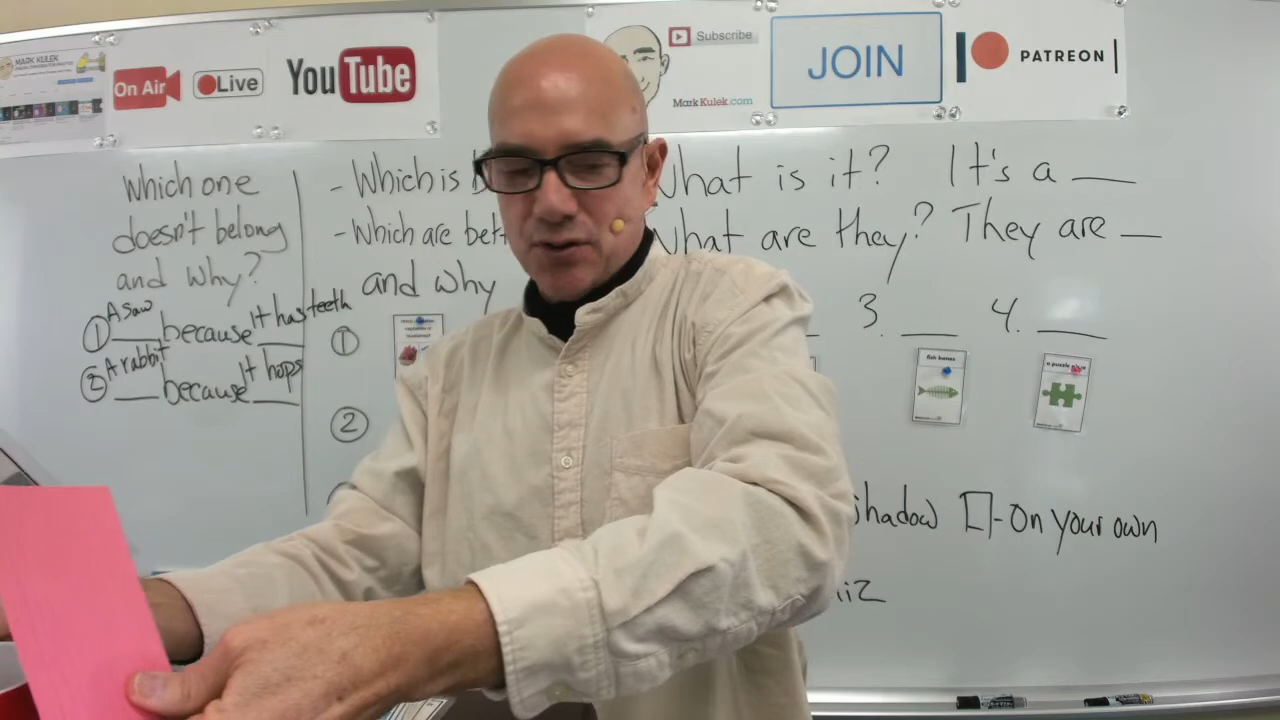 MARK KULEK
On Air
Live
YouTube
Subscribe
MarkKulek.com
JOIN
PATREON
Which one
doesn't belong
and why?
① A saw because It has teeth
② A rabbit because It hops
- Which is
- Which are bet
and why
①
②
What is it? It's a
What are they? They are
3.
4.
fish bones
a puzzle piece
shadow
- On your own